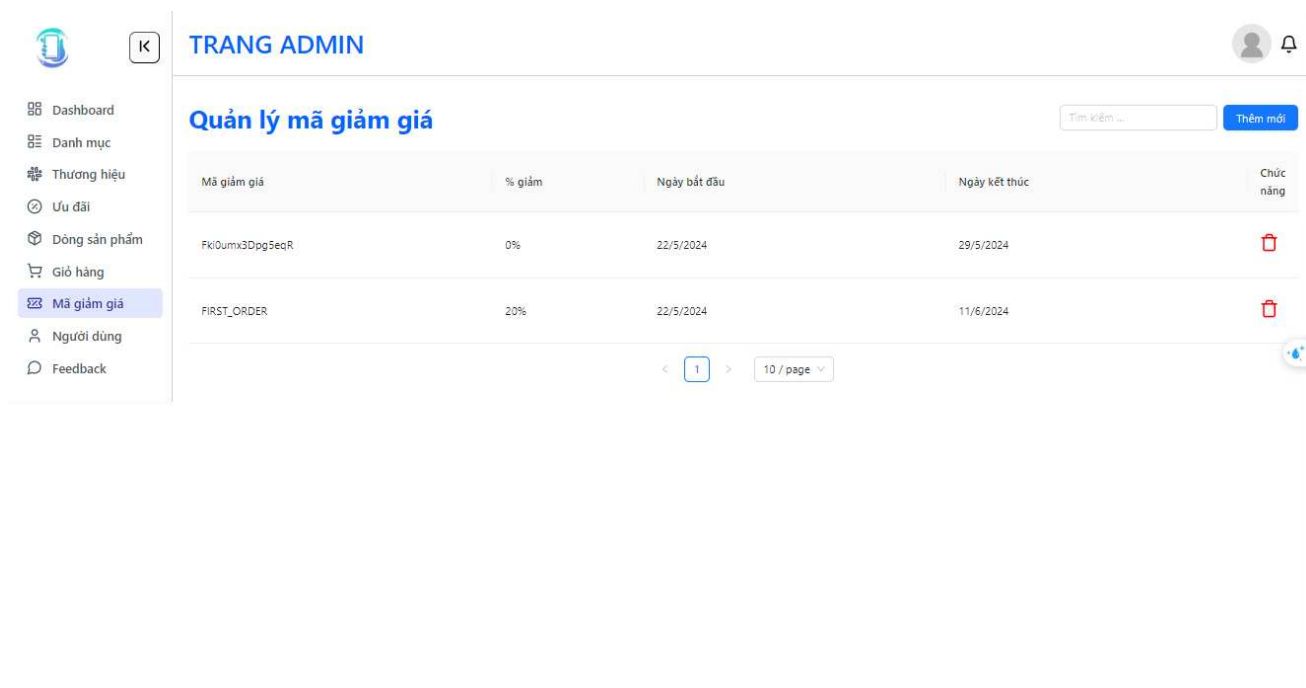 TRANG ADMIN
Dashboard
Danh mục
Thương hiệu
Ưu đãi
Dòng sản phẩm
Giỏ hàng
Mã giảm giá
Người dùng
Feedback
Quản lý mã giảm giá
Tìm kiếm ...
Thêm mới
Mã giảm giá % giảm Ngày bắt đầu Ngày kết thúc Chức
năng
Fki0umx3Dpg5eqR 0% 22/5/2024 29/5/2024
FIRST_ORDER 20% 22/5/2024 11/6/2024
< 1 > 10 / page